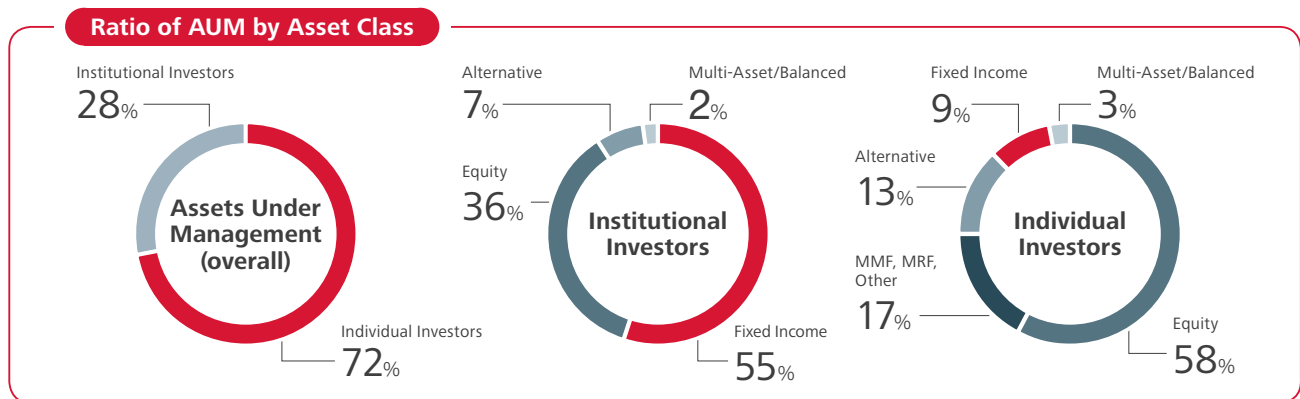 Ratio of AUM by Asset Class
Institutional Investors
28%
Assets Under
Management
(overall)
Individual Investors
72%
Alternative
7%
Multi-Asset/Balanced
2%
Equity
36%
Institutional
Investors
Fixed Income
55%
Fixed Income
9%
Multi-Asset/Balanced
3%
Alternative
13%
Individual
Investors
MMF, MRF,
Other
17%
Equity
58%